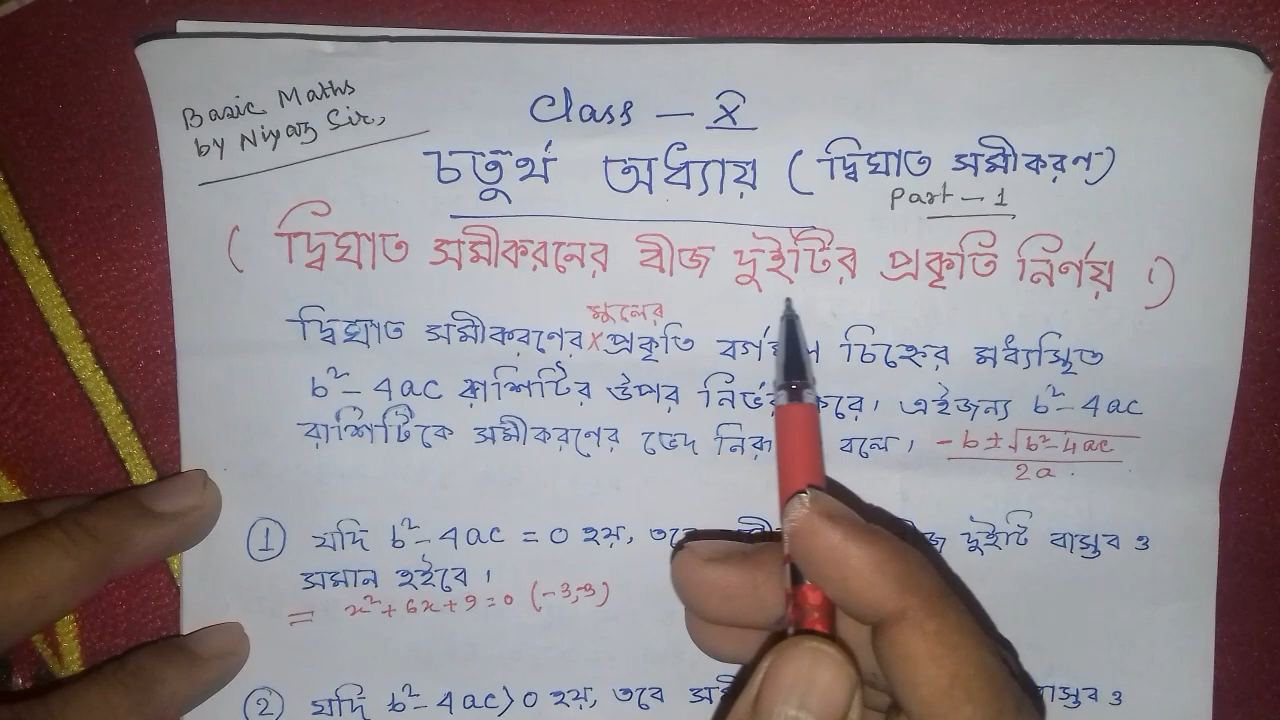 Basic Maths
by Niyaz Sir,
Class - X
চতুর্থ অধ্যায় ( দ্বিঘাত সমীকরণ)
Part - 1
( দ্বিঘাত সমীকরনের বীজ দুইটির প্রকৃতি নির্ণয় ।)
মূলের
দ্বিঘাত সমীকরণের x প্রকৃতি চিহ্নের মধ্যস্থিত
b² - 4ac রাশিটির উপর এইজন্য b² - 4ac
রাশিটিকে সমীকরণের ভেদ বলে।
-b ± √b² - 4ac
2a.
① যদি b² - 4ac = 0 হয়, দুইটি বাস্তব ও
সমান হইবে।
= x² + 6x + 9 = 0 (-3,-3)
② যদি b² - 4ac > 0 হয়, তবে ও